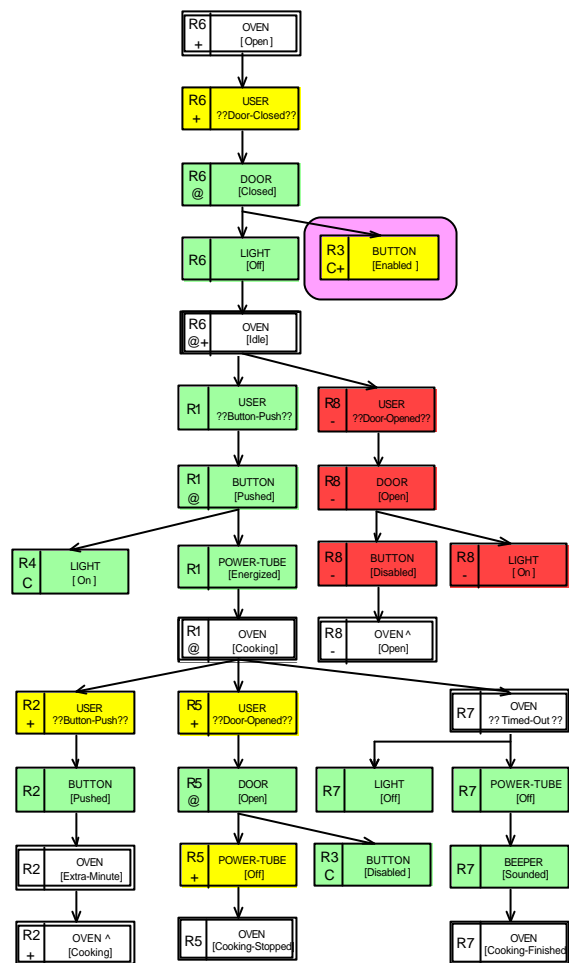 R6
+
OVEN
[ Open ]
R6
+
USER
??Door-Closed??
R6
@
DOOR
[Closed]
R6
LIGHT
[Off]
R3
C+
BUTTON
[Enabled ]
R6
@+
OVEN
[Idle]
R1
USER
??Button-Push??
R8
-
USER
??Door-Opened??
R1
@
BUTTON
[Pushed]
R8
-
DOOR
[Open]
R4
C
LIGHT
[ On ]
R1
POWER-TUBE
[Energized]
R8
-
BUTTON
[Disabled]
R8
-
LIGHT
[ On]
R1
@
OVEN
[Cooking]
R8
-
OVEN ^
[Open]
R2
+
USER
??Button-Push??
R5
+
USER
??Door-Opened??
R7
OVEN
?? Timed-Out ??
R2
BUTTON
[Pushed]
R5
@
DOOR
[Open]
R7
LIGHT
[Off]
R7
POWER-TUBE
[Off]
R2
OVEN
[Extra-Minute]
R5
+
POWER-TUBE
[Off]
R3
C
BUTTON
[Disabled ]
R7
BEEPER
[Sounded]
R2
+
OVEN ^
[Cooking]
R5
OVEN
[Cooking-Stopped]
R7
OVEN
[Cooking-Finished